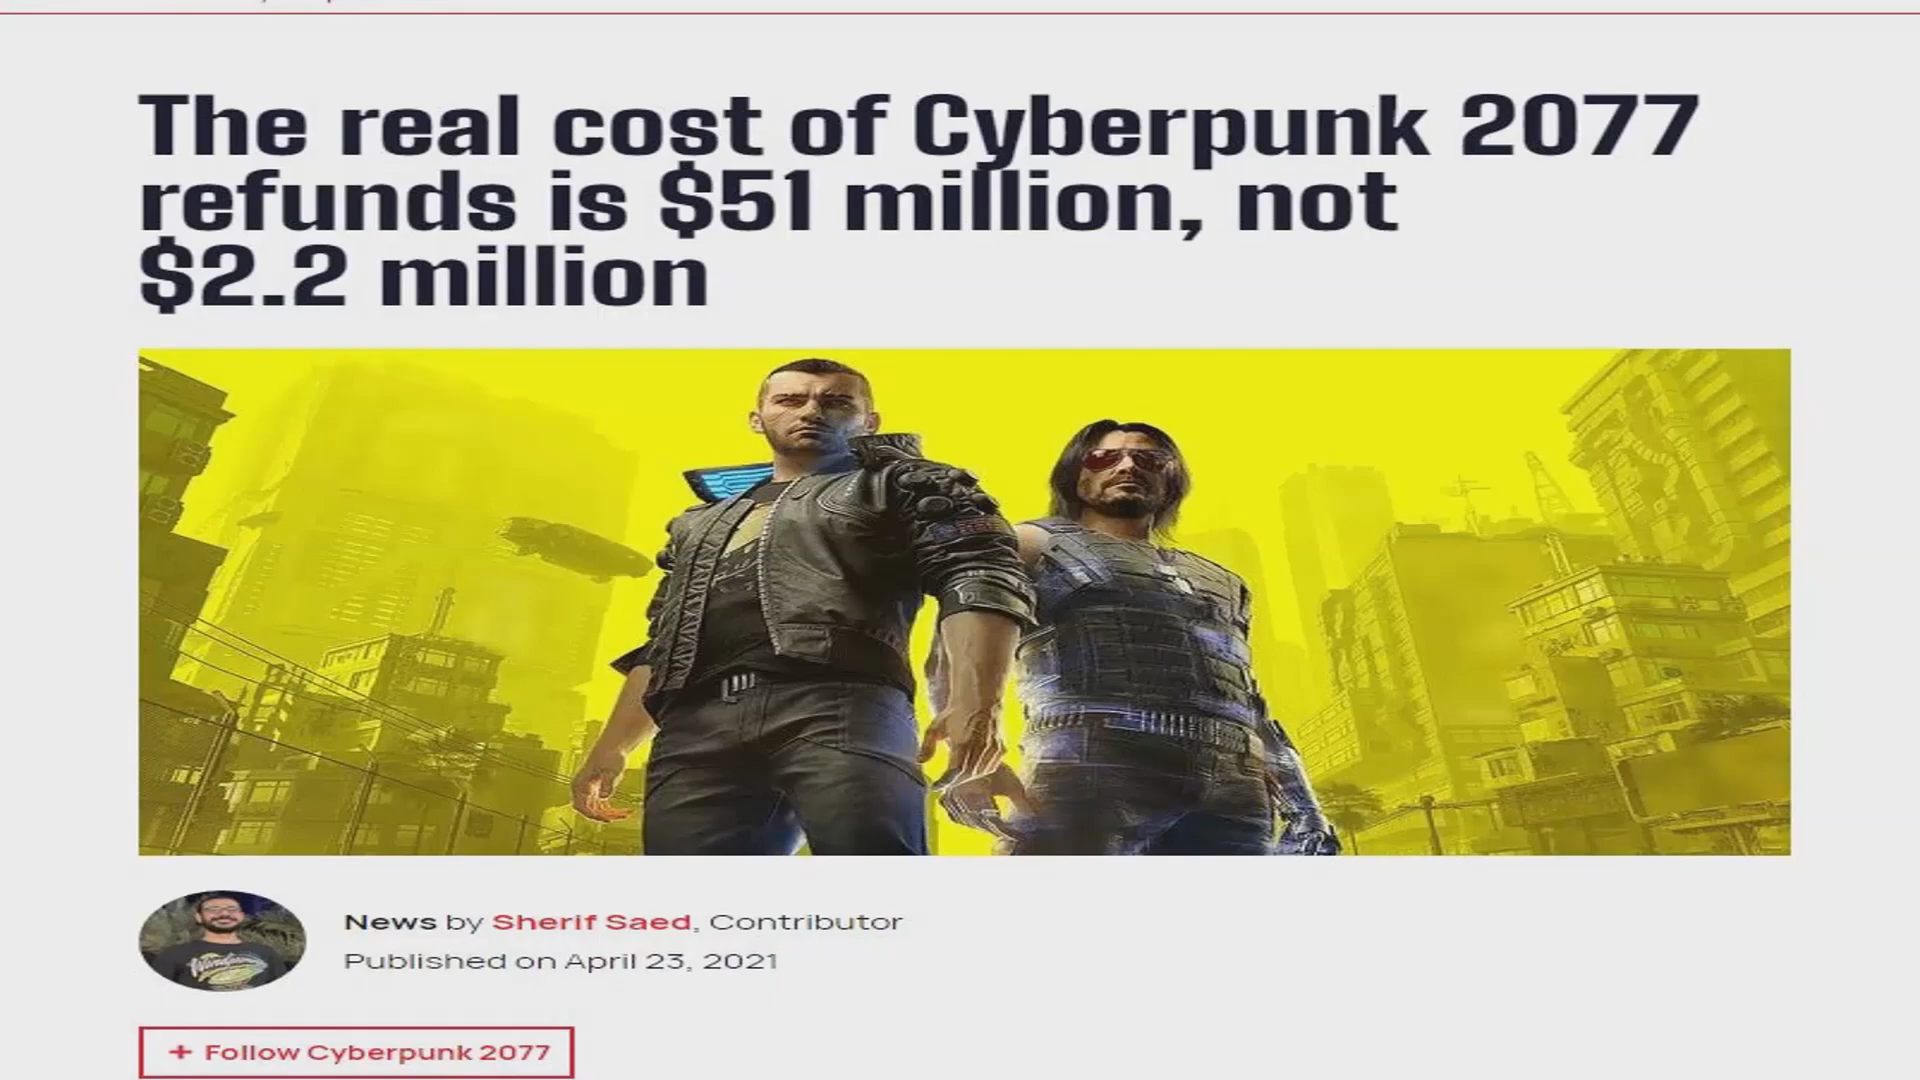 The real cost of Cyberpunk 2077
refunds is $51 million, not
$2.2 million
News by Sherif Saed, Contributor
Published on April 23, 2021
+ Follow Cyberpunk 2077